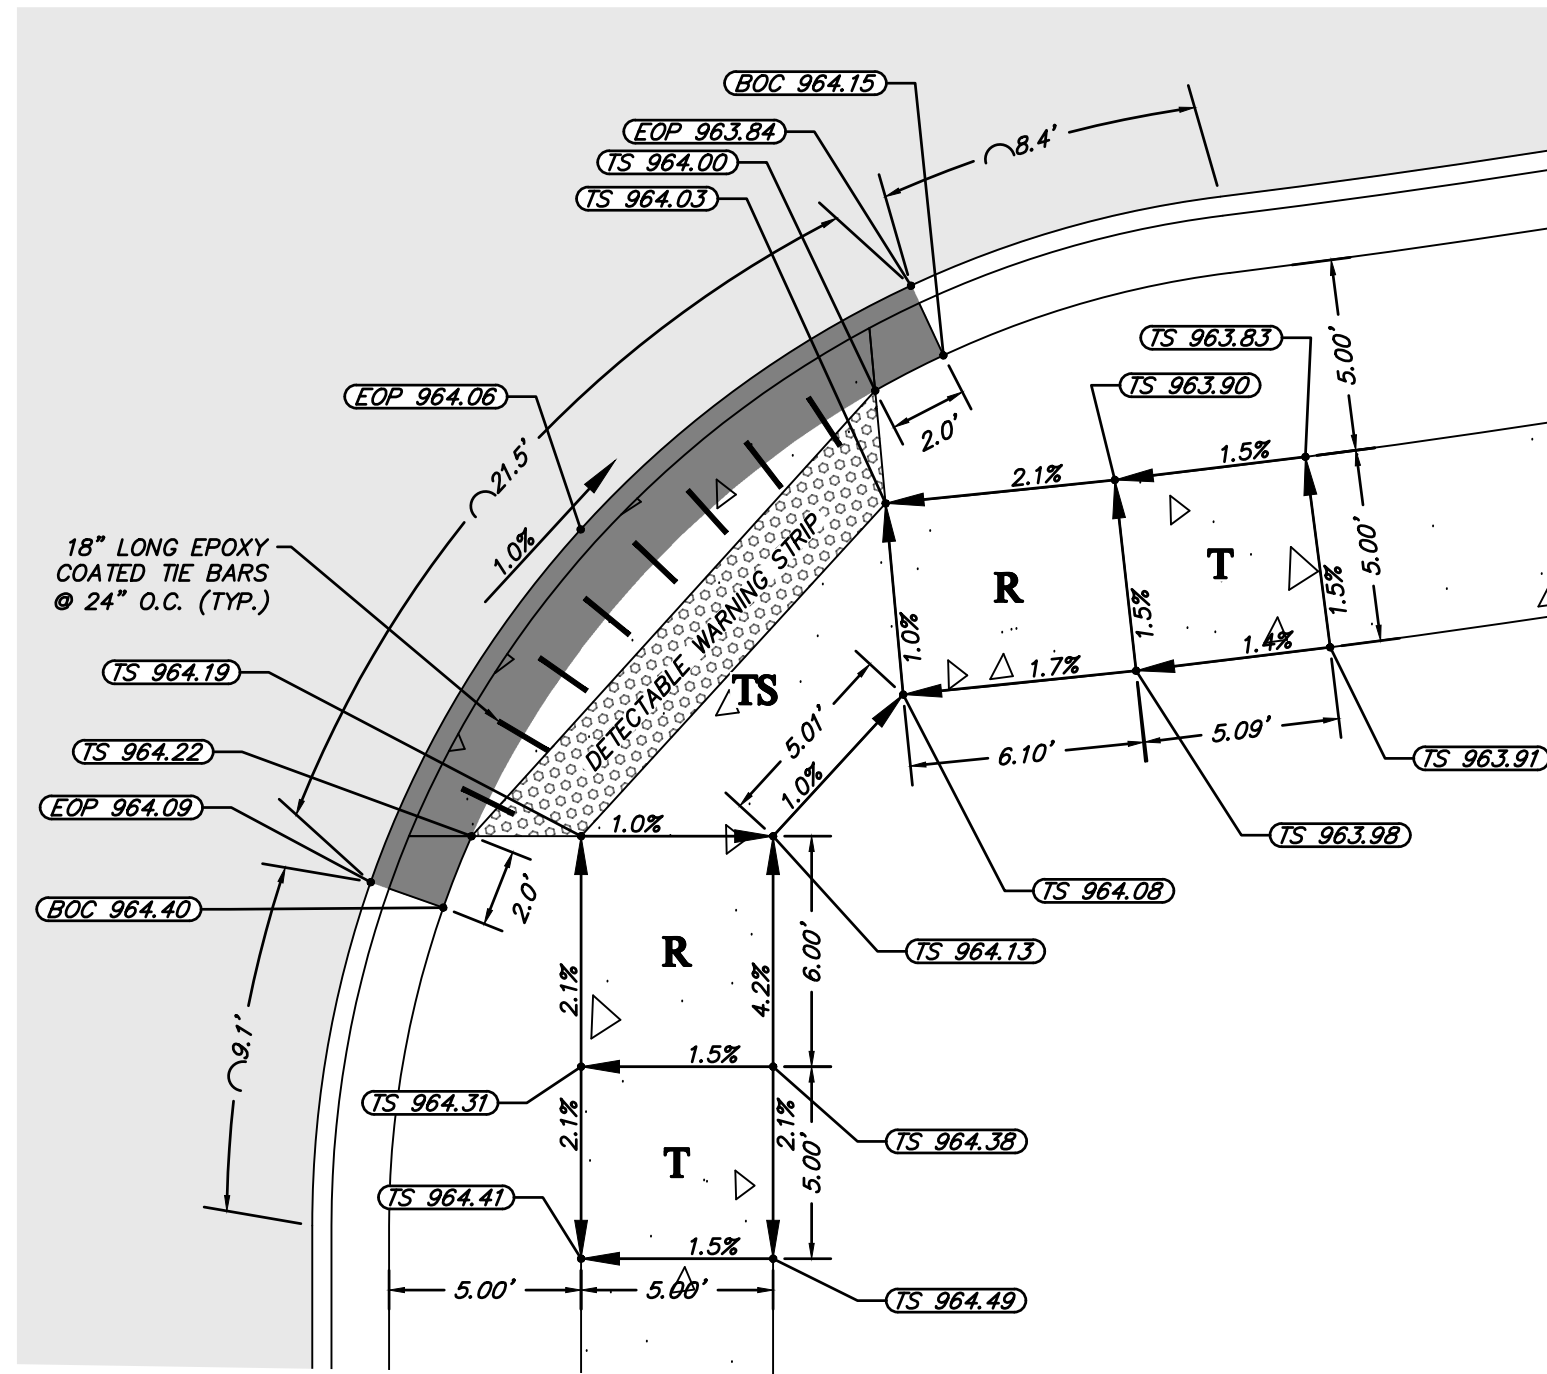 BOC 964.15
EOP 963.84
TS 964.00
TS 964.03
8.4'
TS 963.83
TS 963.90
5.00'
EOP 964.06
2.0'
21.5'
1.0%
2.1%
1.5%
18" LONG EPOXY
COATED TIE BARS
@ 24" O.C. (TYP.)
DETECTABLE WARNING STRIP
R
T
5.00'
1.0%
1.5%
1.5%
1.7%
1.4%
TS 964.19
TS
5.01'
1.0%
6.10'
5.09'
TS 963.91
TS 964.22
EOP 964.09
1.0%
TS 963.98
BOC 964.40
2.0'
TS 964.08
TS 964.13
R
2.1%
4.2%
6.00'
9.1'
1.5%
TS 964.31
2.1%
2.1%
TS 964.38
T
5.00'
TS 964.41
1.5%
5.00'
5.00'
TS 964.49